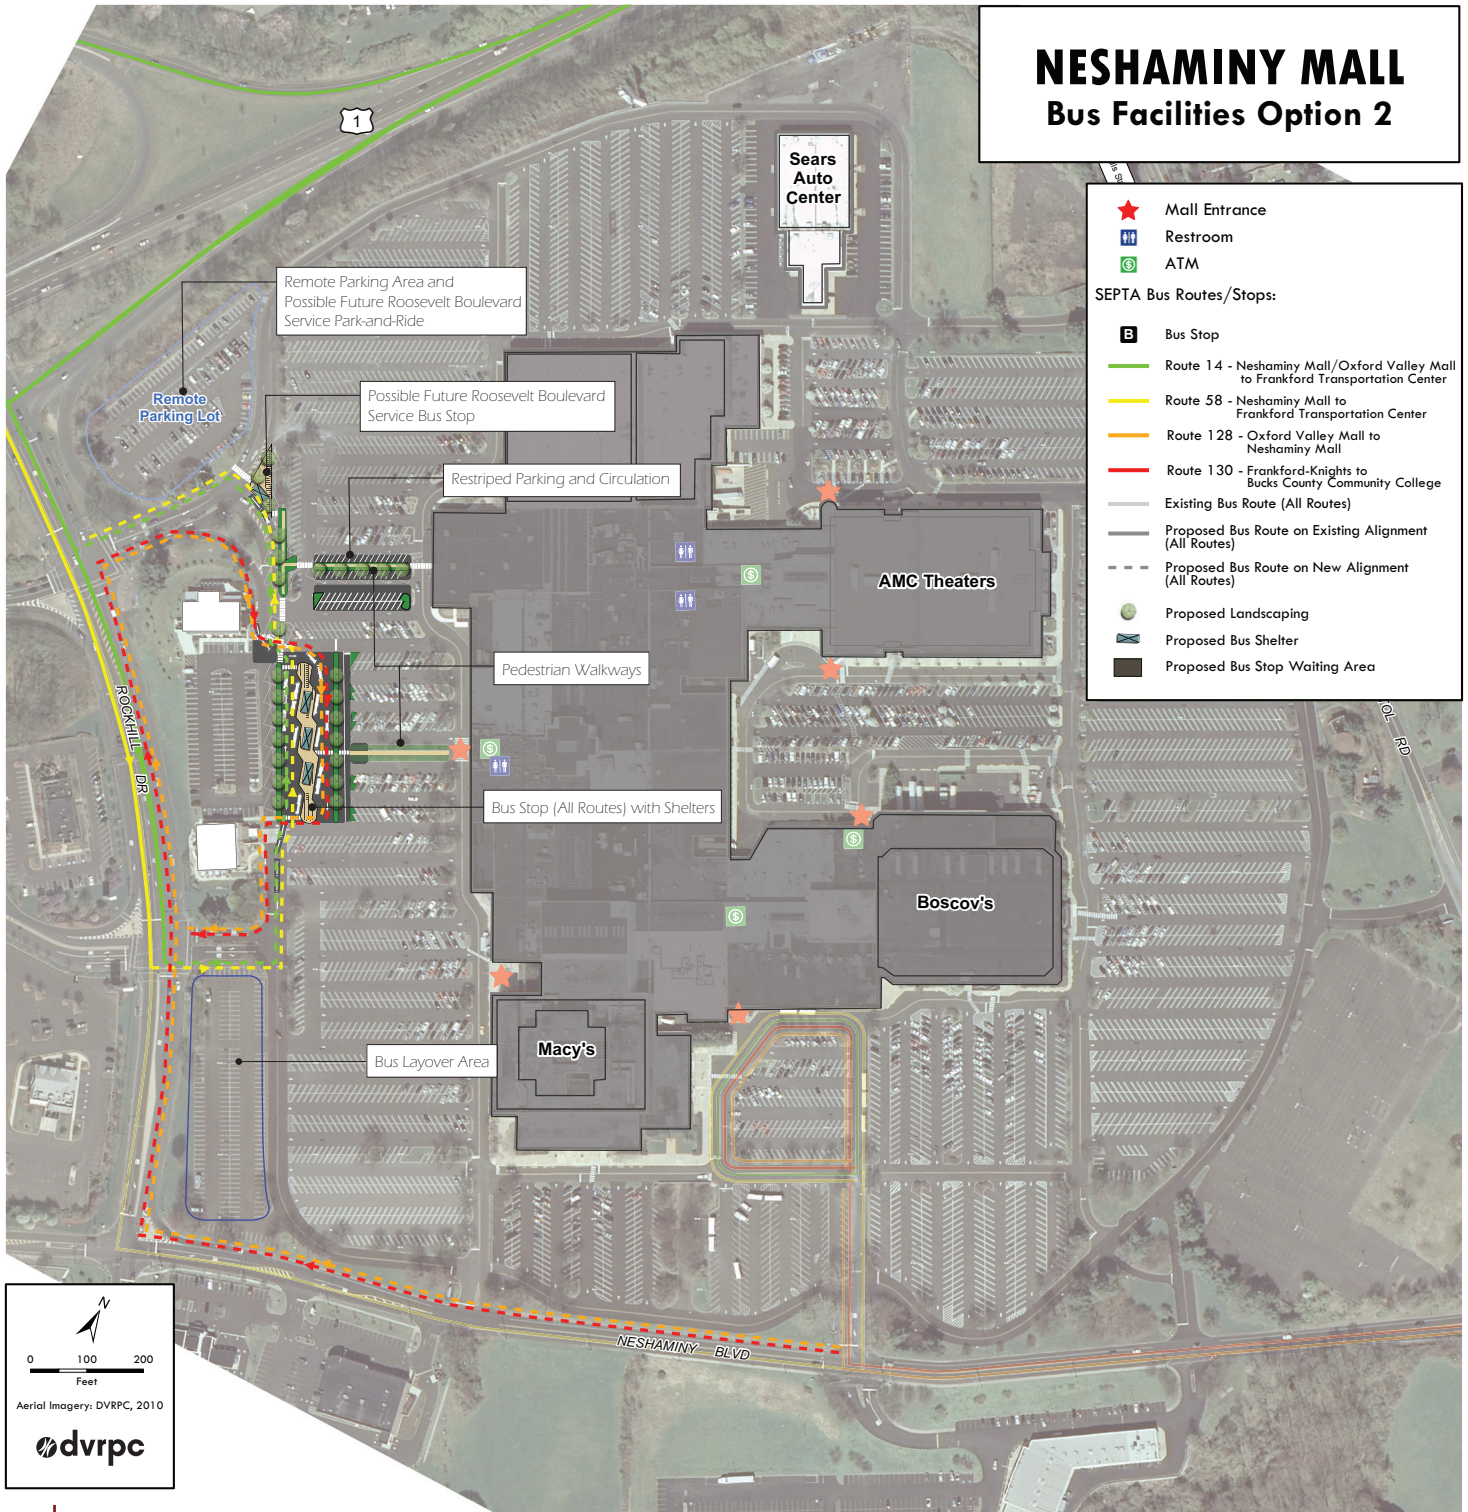 NESHAMINY MALL
Bus Facilities Option 2
1
Sears
Auto
Center
Mall Entrance
Restroom
ATM
SEPTA Bus Routes/Stops:
B Bus Stop
Route 14 - Neshaminy Mall/Oxford Valley Mall
to Frankford Transportation Center
Route 58 - Neshaminy Mall to
Frankford Transportation Center
Route 128 - Oxford Valley Mall to
Neshaminy Mall
Route 130 - Frankford-Knights to
Bucks County Community College
Existing Bus Route (All Routes)
Proposed Bus Route on Existing Alignment
(All Routes)
Proposed Bus Route on New Alignment
(All Routes)
Proposed Landscaping
Proposed Bus Shelter
Proposed Bus Stop Waiting Area
Remote Parking Area and
Possible Future Roosevelt Boulevard
Service Park-and-Ride
Remote
Parking Lot
Possible Future Roosevelt Boulevard
Service Bus Stop
Restriped Parking and Circulation
AMC Theaters
Pedestrian Walkways
ROCKHILL DR
RD
Bus Stop (All Routes) with Shelters
Boscov's
Macy's
Bus Layover Area
NESHAMINY BLVD
N
0 100 200
Feet
Aerial Imagery: DVRPC, 2010
dvrpc